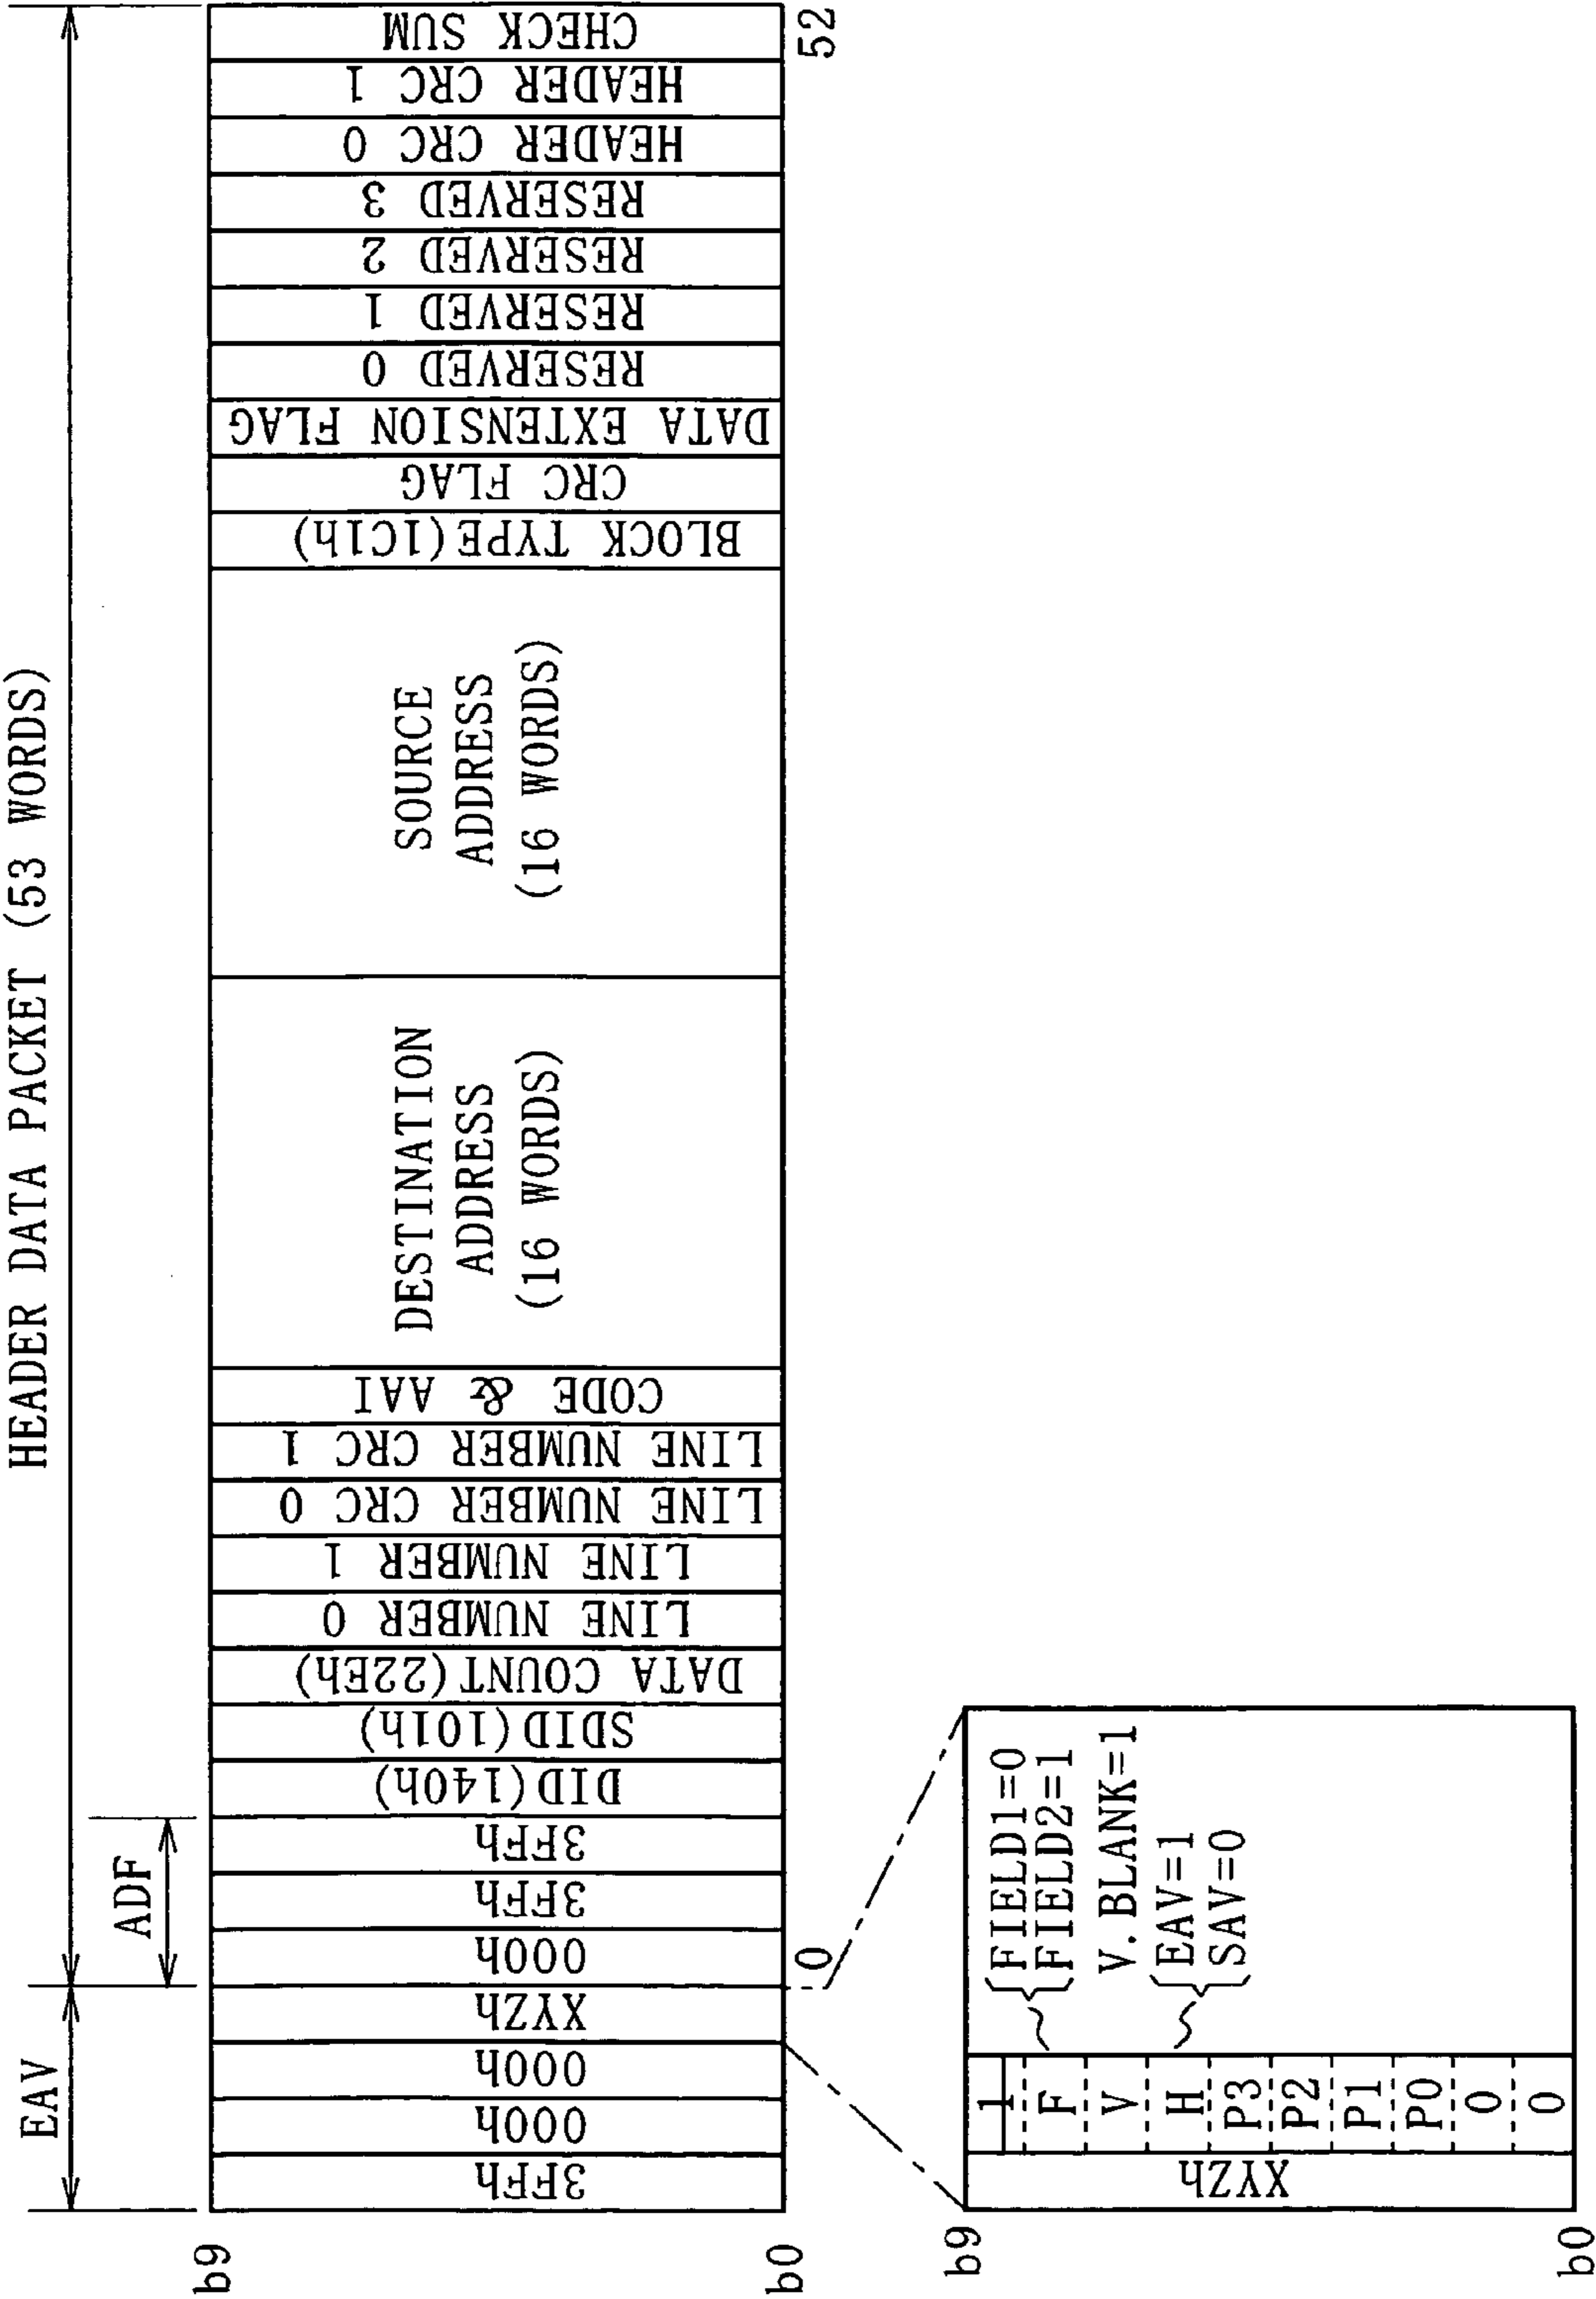 HEADER DATA PACKET (53 WORDS)
EAV
ADF
b9
b0
3FFh
000h
000h
XYZh
000h
3FFh
3FFh
DID(140h)
SDID(101h)
DATA COUNT(22Eh)
LINE NUMBER 0
LINE NUMBER 1
LINE NUMBER CRC 0
LINE NUMBER CRC 1
CODE & AAI
DESTINATION
ADDRESS
(16 WORDS)
SOURCE
ADDRESS
(16 WORDS)
BLOCK TYPE(1C1h)
CRC FLAG
DATA EXTENSION FLAG
RESERVED 0
RESERVED 1
RESERVED 2
RESERVED 3
HEADER CRC 0
HEADER CRC 1
CHECK SUM
0
52
b9
b0
XYZh
1
F
V
H
P3
P2
P1
P0
0
0
FIELD1=0
FIELD2=1
V.BLANK=1
EAV=1
SAV=0